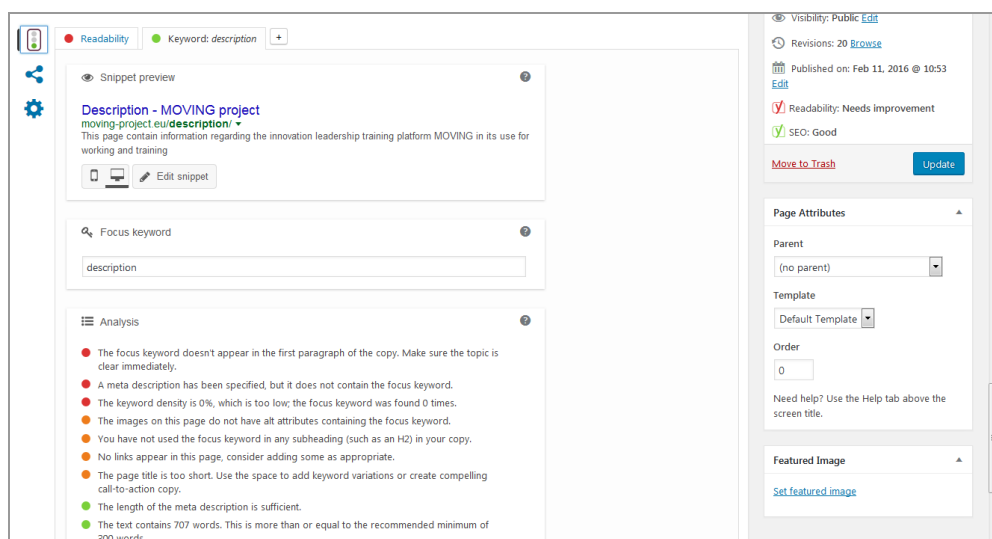 Readability
Keyword: description
+
Snippet preview
Description - MOVING project
moving-project.eu/description/
This page contain information regarding the innovation leadership training platform MOVING in its use for
working and training
Edit snippet
Focus keyword
description
Analysis
The focus keyword doesn't appear in the first paragraph of the copy. Make sure the topic is
clear immediately.
A meta description has been specified, but it does not contain the focus keyword.
The keyword density is 0%, which is too low; the focus keyword was found 0 times.
The images on this page do not have alt attributes containing the focus keyword.
You have not used the focus keyword in any subheading (such as an H2) in your copy.
No links appear in this page, consider adding some as appropriate.
The page title is too short. Use the space to add keyword variations or create compelling
call-to-action copy.
The length of the meta description is sufficient.
The text contains 707 words. This is more than or equal to the recommended minimum of
300 words.
Visibility: Public Edit
Revisions: 20 Browse
Published on: Feb 11, 2016 @ 10:53
Edit
Readability: Needs improvement
SEO: Good
Move to Trash
Update
Page Attributes
Parent
(no parent)
Template
Default Template
Order
0
Need help? Use the Help tab above the
screen title.
Featured Image
Set featured image